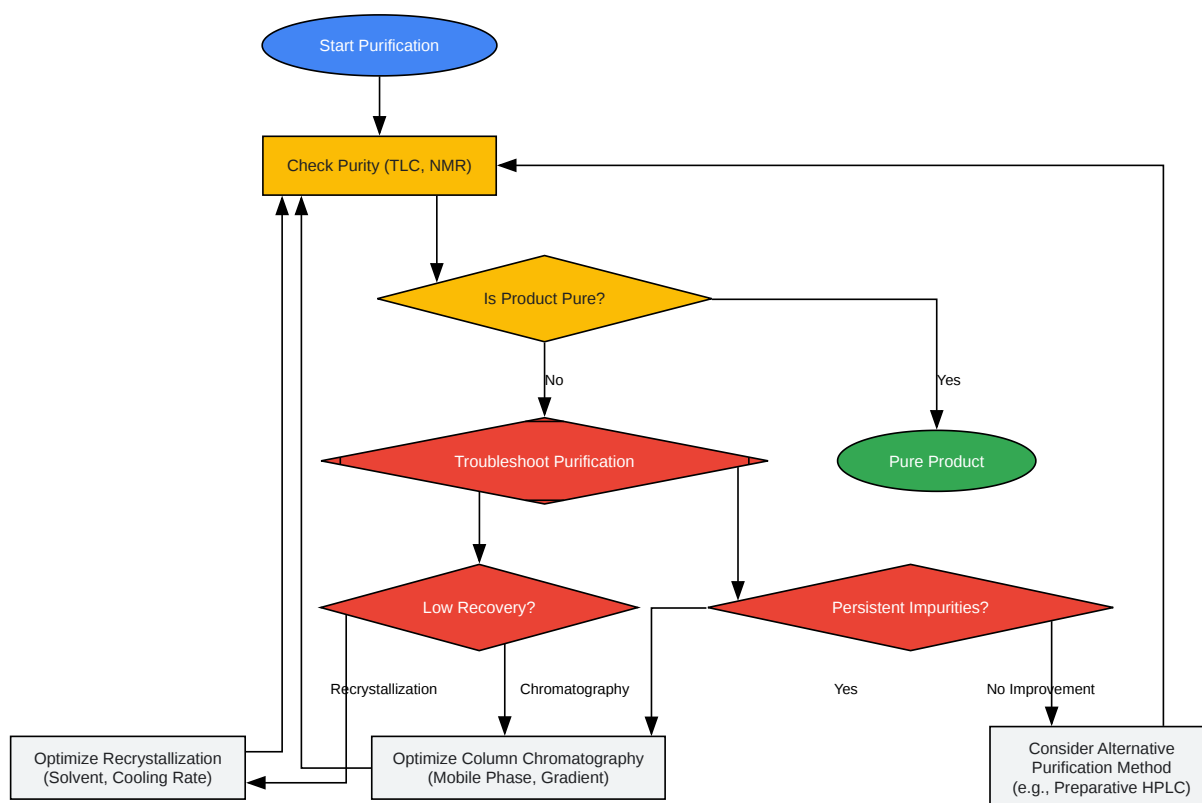 Start Purification
Check Purity (TLC, NMR)
Is Product Pure?
No
Yes
Troubleshoot Purification
Pure Product
Low Recovery?
Persistent Impurities?
Recrystallization
Chromatography
Yes
No Improvement
Optimize Recrystallization
(Solvent, Cooling Rate)
Optimize Column Chromatography
(Mobile Phase, Gradient)
Consider Alternative
Purification Method
(e.g., Preparative HPLC)